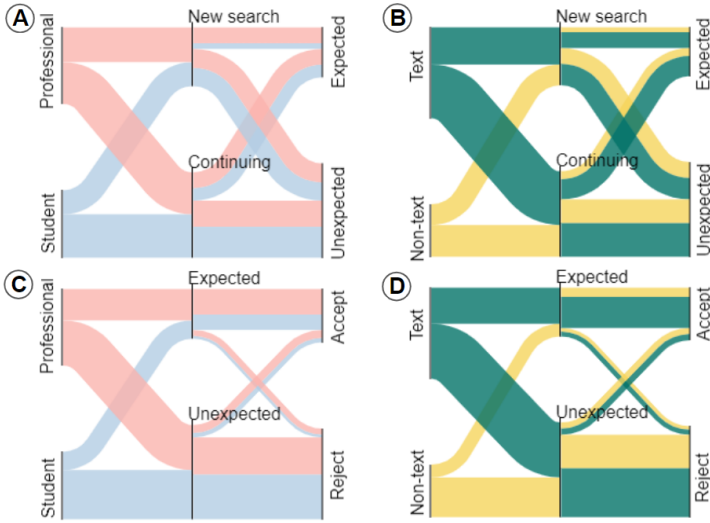 A
New search
Professional
Expected
Continuing
Student
Unexpected
B
New search
Text
Expected
Continuing
Non-text
Unexpected
C
Expected
Professional
Accept
Unexpected
Student
Reject
D
Expected
Text
Accept
Unexpected
Non-text
Reject